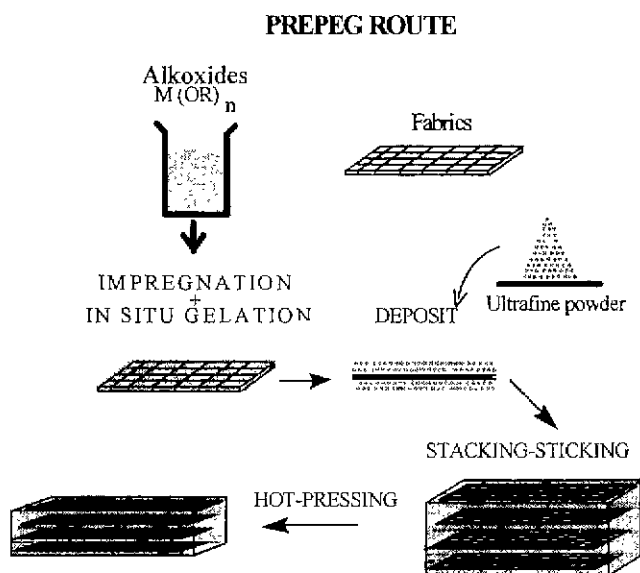 PREPEG ROUTE
Alkoxides
M (OR) n
Fabrics
IMPREGNATION
+
IN SITU GELATION
DEPOSIT
Ultrafine powder
STACKING-STICKING
HOT-PRESSING